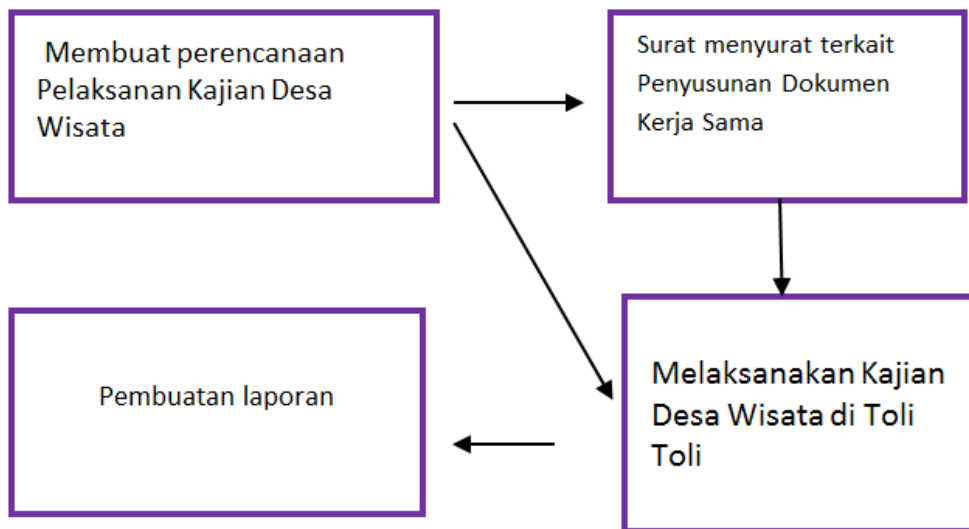 Membuat perencanaan
Pelaksanan Kajian Desa
Wisata
Surat menyurat terkait
Penyusunan Dokumen
Kerja Sama
Pembuatan laporan
Melaksanakan Kajian
Desa Wisata di Toli
Toli